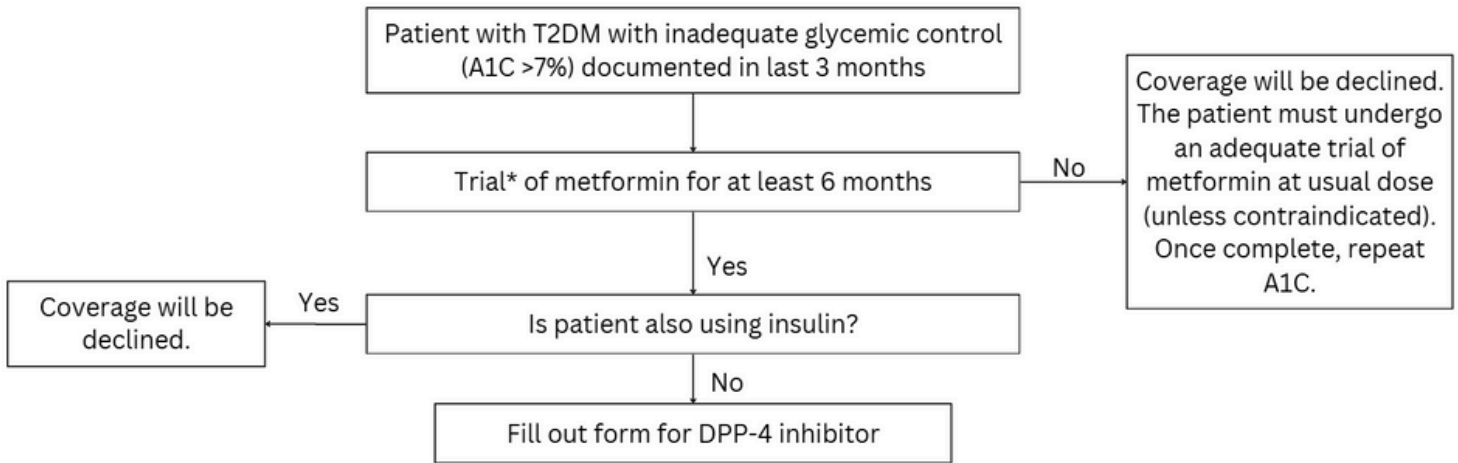 Patient with T2DM with inadequate glycemic control
(A1C >7%) documented in last 3 months
Trial* of metformin for at least 6 months
No
Coverage will be declined.
The patient must undergo
an adequate trial of
metformin at usual dose
(unless contraindicated).
Once complete, repeat
A1C.
Yes
Is patient also using insulin?
Yes
Coverage will be
declined.
No
Fill out form for DPP-4 inhibitor